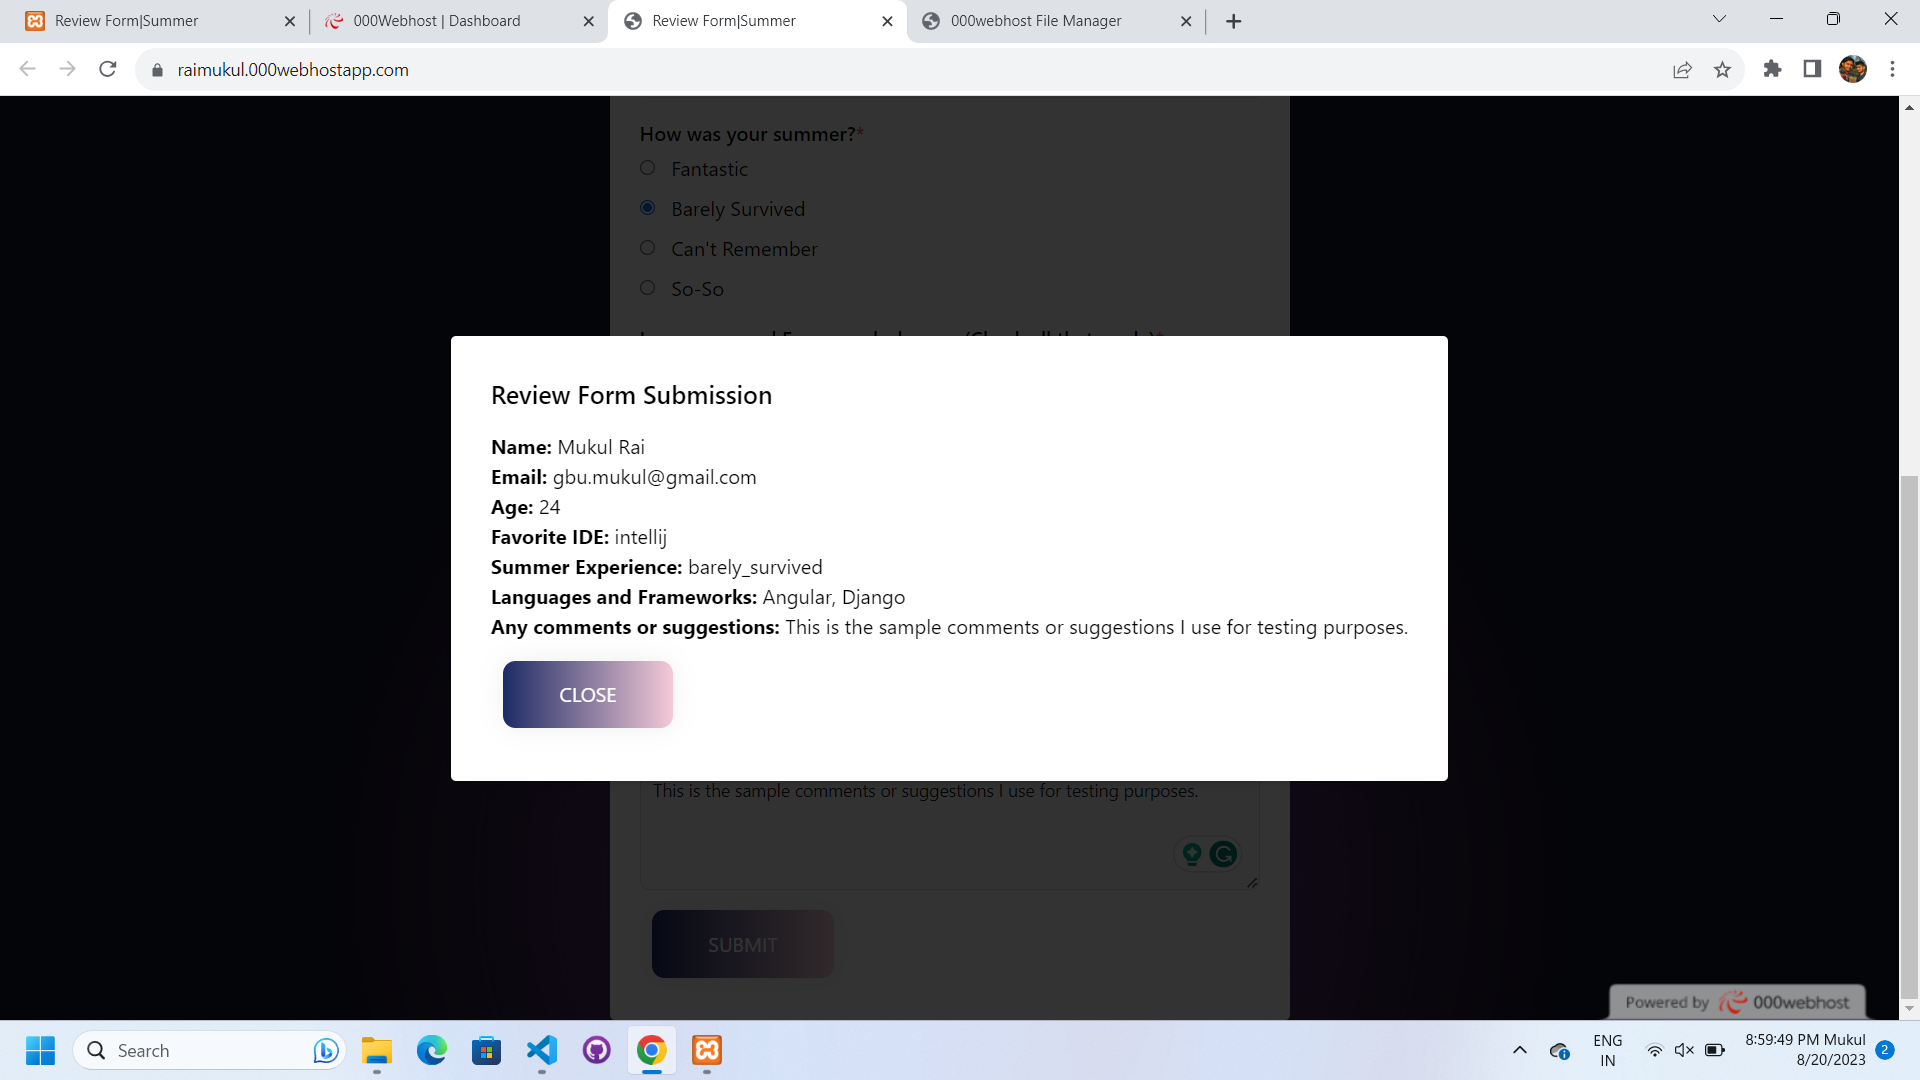 Review Form|Summer
000Webhost | Dashboard
Review Form|Summer
000webhost File Manager
raimukul.000webhostapp.com
How was your summer?*
Fantastic
Barely Survived
Can't Remember
So-So
Review Form Submission
Name: Mukul Rai
Email: gbu.mukul@gmail.com
Age: 24
Favorite IDE: intellij
Summer Experience: barely_survived
Languages and Frameworks: Angular, Django
Any comments or suggestions: This is the sample comments or suggestions I use for testing purposes.
CLOSE
This is the sample comments or suggestions I use for testing purposes.
SUBMIT
Powered by 000webhost
Search
ENG
IN
8:59:49 PM Mukul
8/20/2023
2